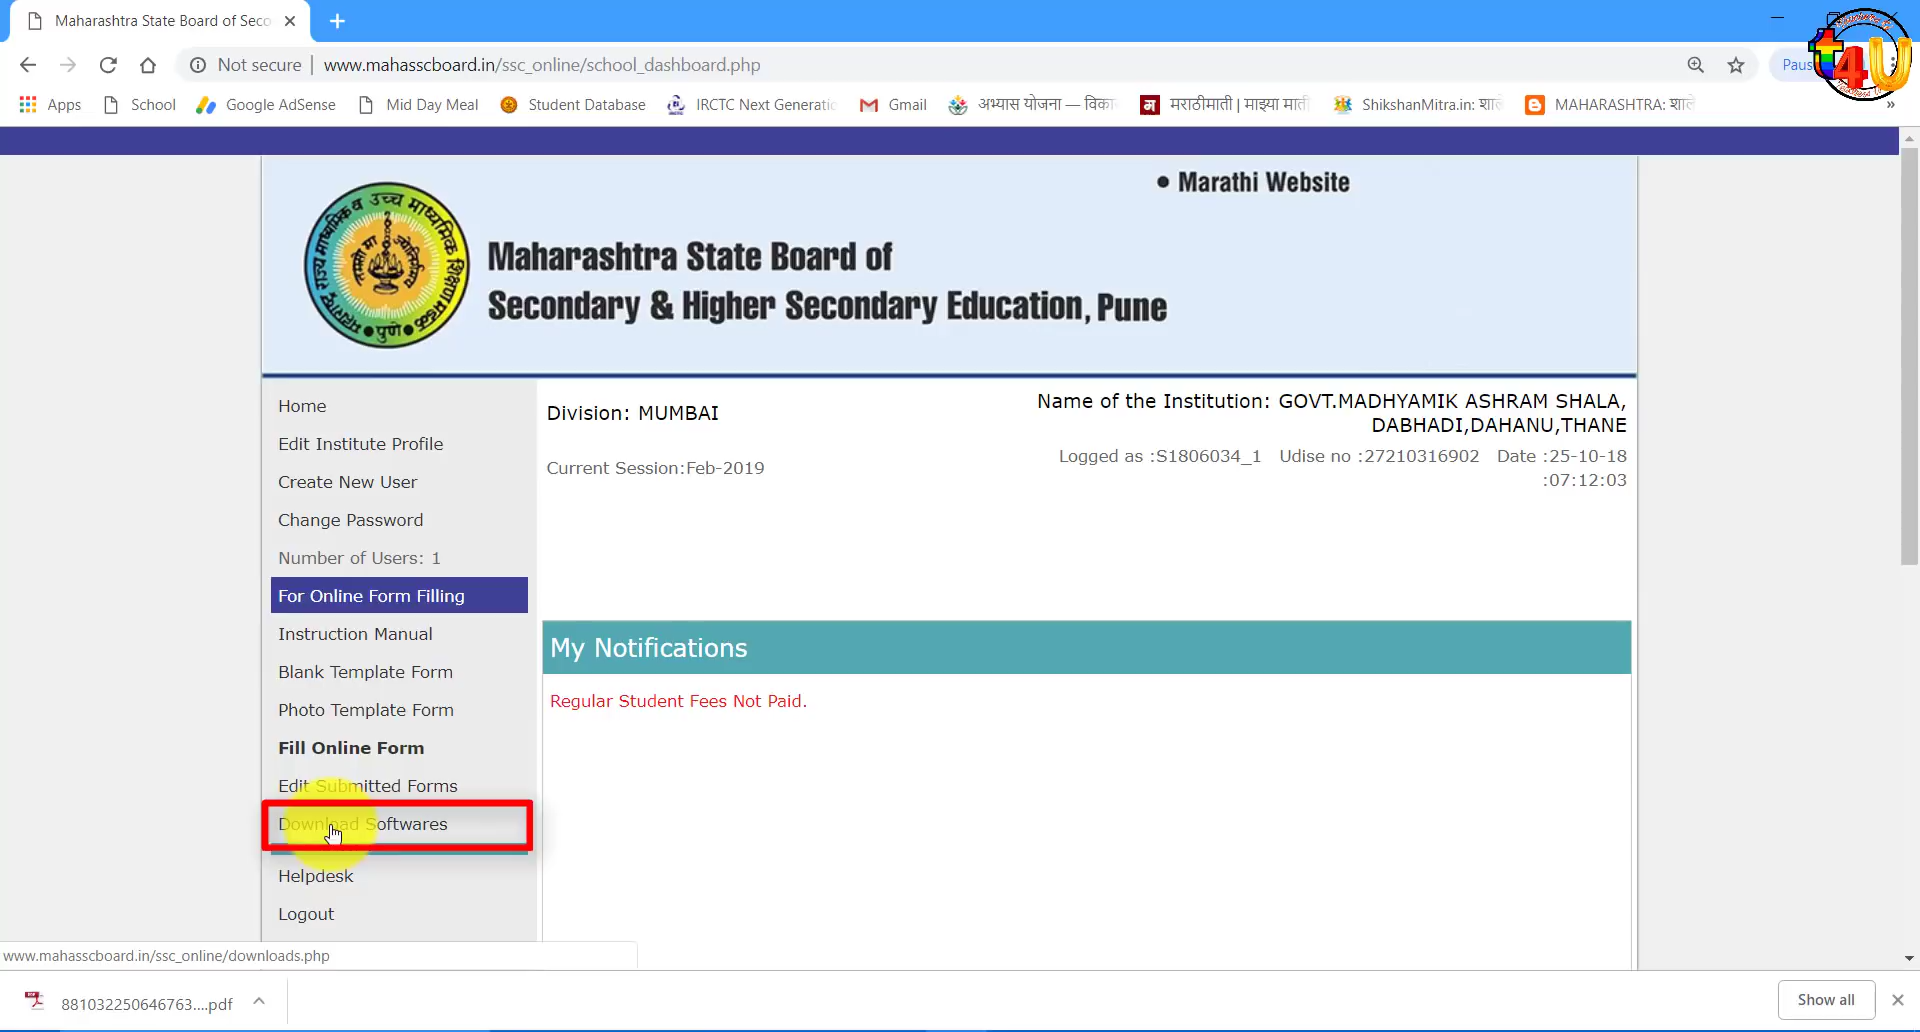 Maharashtra State Board of Seco
Not secure | www.mahasscboard.in/ssc_online/school_dashboard.php
Paus
Apps School Google AdSense Mid Day Meal Student Database IRCTC Next Generatio Gmail अभ्यास योजना — विका मराठीमाती | माझ्या माती ShikshanMitra.in: शाले MAHARASHTRA: शाले »
4U
• Marathi Website
Maharashtra State Board of
Secondary & Higher Secondary Education, Pune
Home
Edit Institute Profile
Create New User
Change Password
Number of Users: 1
For Online Form Filling
Instruction Manual
Blank Template Form
Photo Template Form
Fill Online Form
Edit Submitted Forms
Download Softwares
Helpdesk
Logout
Division: MUMBAI
Current Session:Feb-2019
Name of the Institution: GOVT.MADHYAMIK ASHRAM SHALA,
DABHADI,DAHANU,THANE
Logged as :S1806034_1 Udise no :27210316902 Date :25-10-18
:07:12:03
My Notifications
Regular Student Fees Not Paid.
www.mahasscboard.in/ssc_online/downloads.php
881032250646763....pdf
Show all